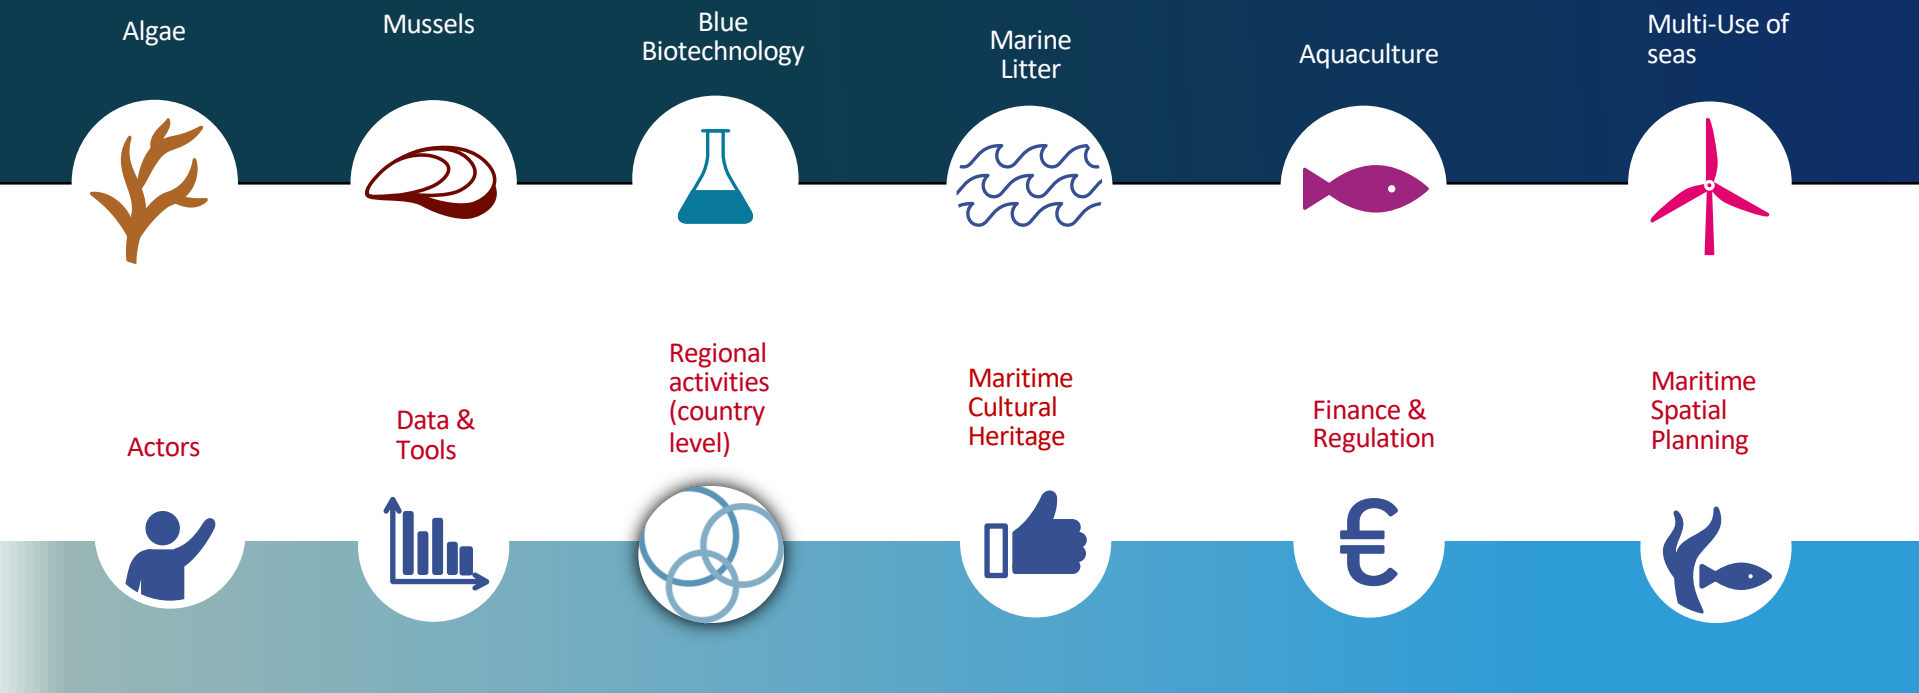 Algae
Mussels
Blue
Biotechnology
Marine
Litter
Aquaculture
Multi-Use of
seas
Actors
Data &
Tools
Regional
activities
(country
level)
Maritime
Cultural
Heritage
Finance &
Regulation
Maritime
Spatial
Planning